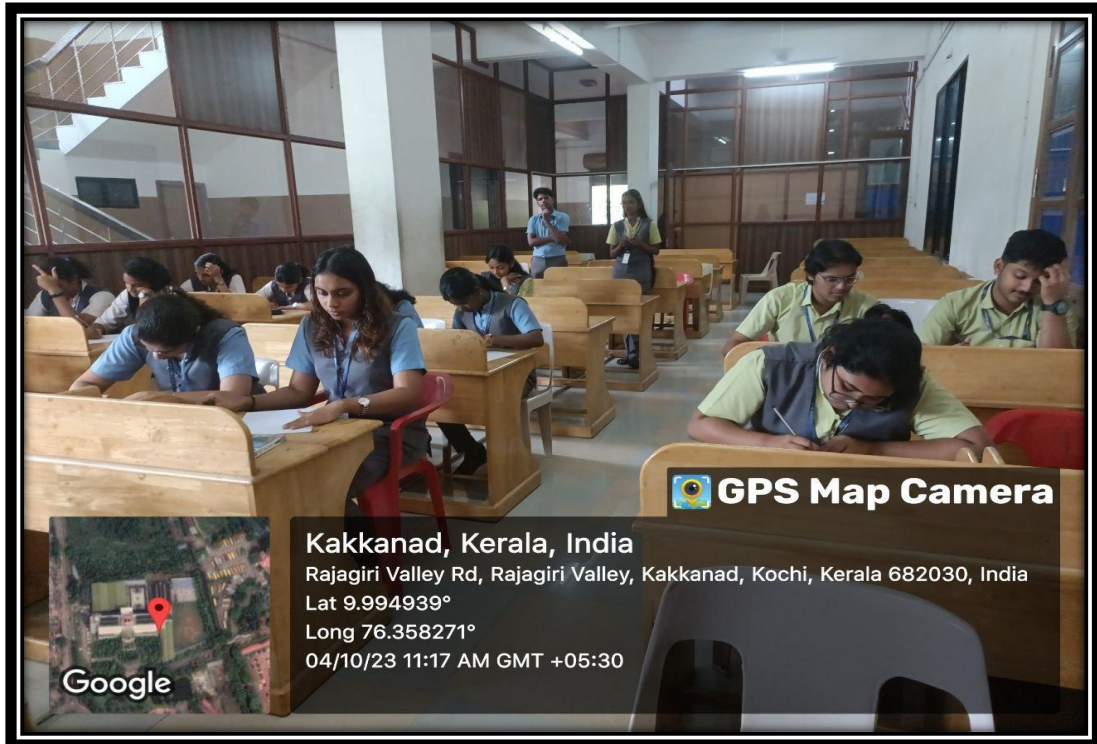 GPS Map Camera
Kakkanad, Kerala, India
Rajagiri Valley Rd, Rajagiri Valley, Kakkanad, Kochi, Kerala 682030, India
Lat 9.994939°
Long 76.358271°
04/10/23 11:17 AM GMT +05:30
Google